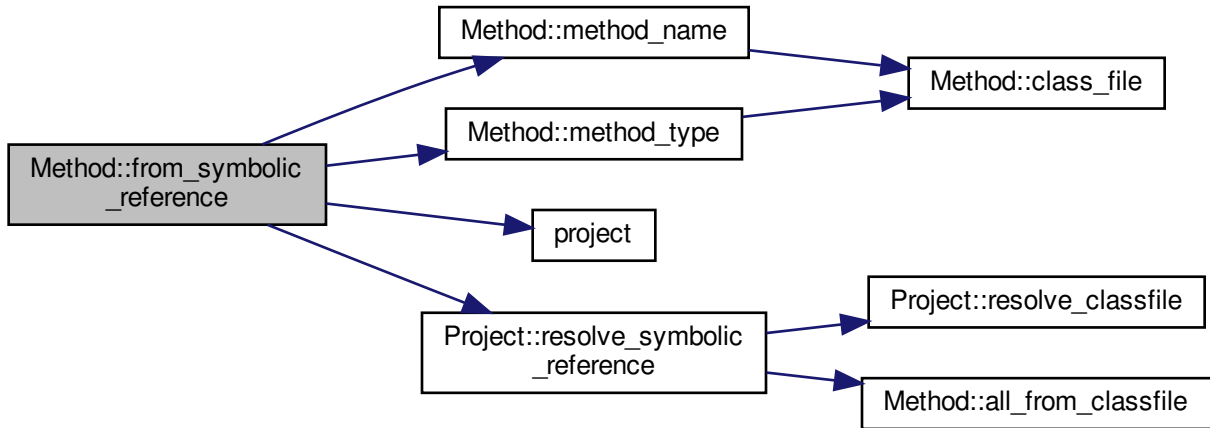 Method::method_name
Method::class_file
Method::method_type
Method::from_symbolic
_reference
project
Project::resolve_classfile
Project::resolve_symbolic
_reference
Method::all_from_classfile